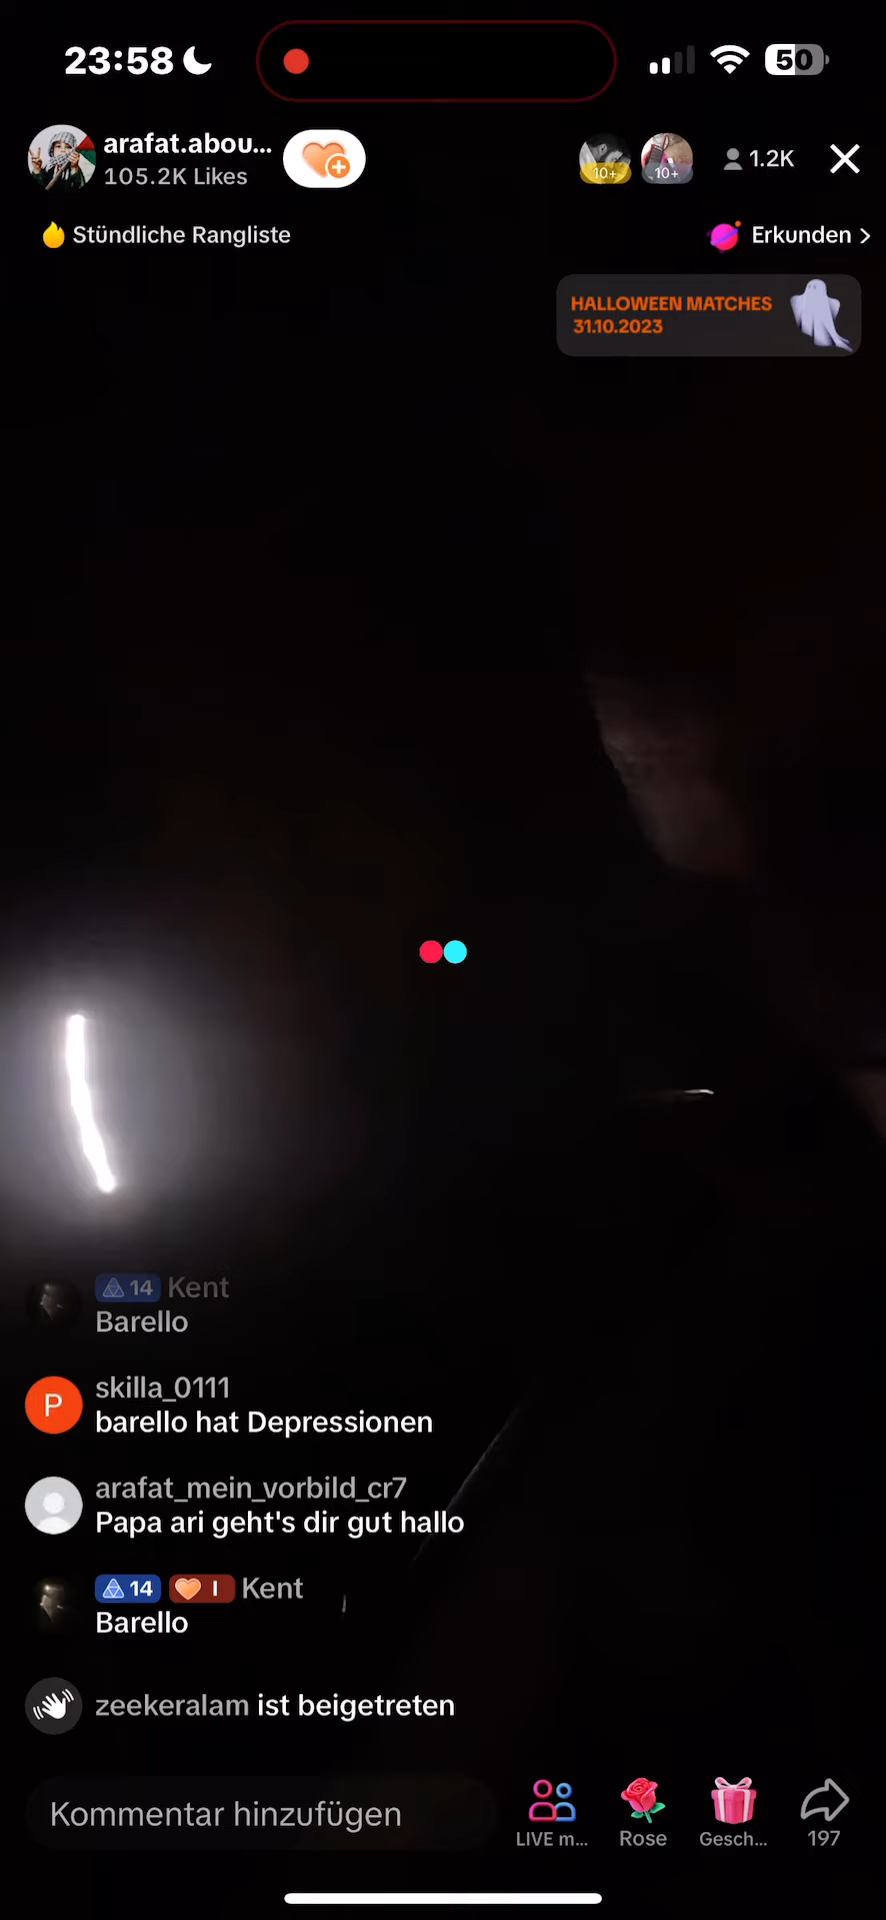 23:58
50
arafat.abou...
105.2K Likes
10+
10+
1.2K
Stündliche Rangliste
Erkunden >
HALLOWEEN MATCHES
31.10.2023
14 Kent
Barello
P
skilla_0111
barello hat Depressionen
arafat_mein_vorbild_cr7
Papa ari geht's dir gut hallo
14 I Kent
Barello
zeekeralam ist beigetreten
Kommentar hinzufügen
LIVE m...
Rose
Gesch...
197